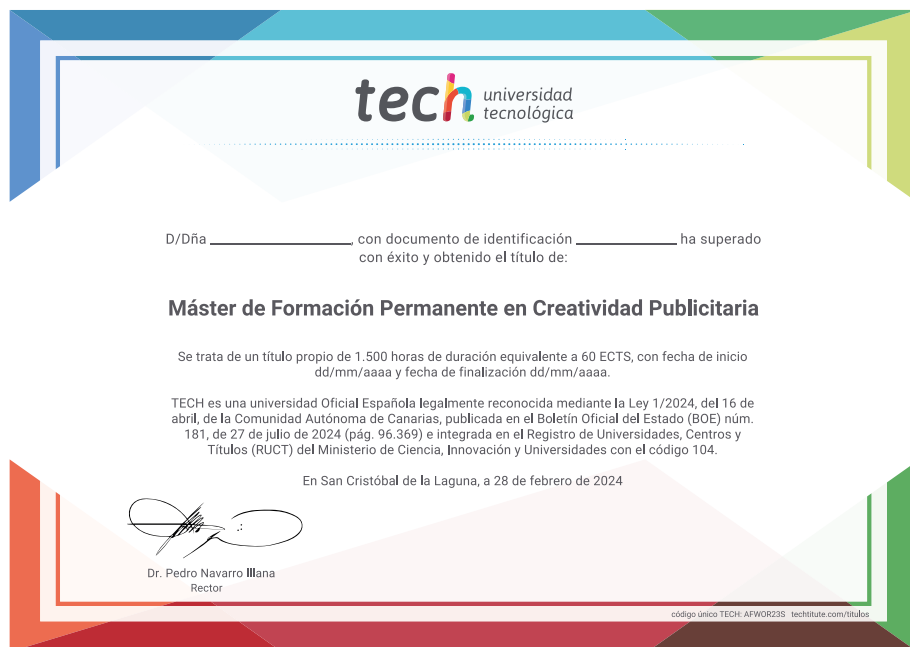 tech universidad
tecnológica
D/Dña ______________, con documento de identificación __________ ha superado
con éxito y obtenido el título de:
Máster de Formación Permanente en Creatividad Publicitaria
Se trata de un título propio de 1.500 horas de duración equivalente a 60 ECTS, con fecha de inicio
dd/mm/aaaa y fecha de finalización dd/mm/aaaa.
TECH es una universidad Oficial Española legalmente reconocida mediante la Ley 1/2024, del 16 de
abril, de la Comunidad Autónoma de Canarias, publicada en el Boletín Oficial del Estado (BOE) núm.
181, de 27 de julio de 2024 (pág. 96.369) e integrada en el Registro de Universidades, Centros y
Títulos (RUCT) del Ministerio de Ciencia, Innovación y Universidades con el código 104.
En San Cristóbal de la Laguna, a 28 de febrero de 2024
Dr. Pedro Navarro Illana
Rector
código único TECH: AFWOR23S techtitute.com/titulos